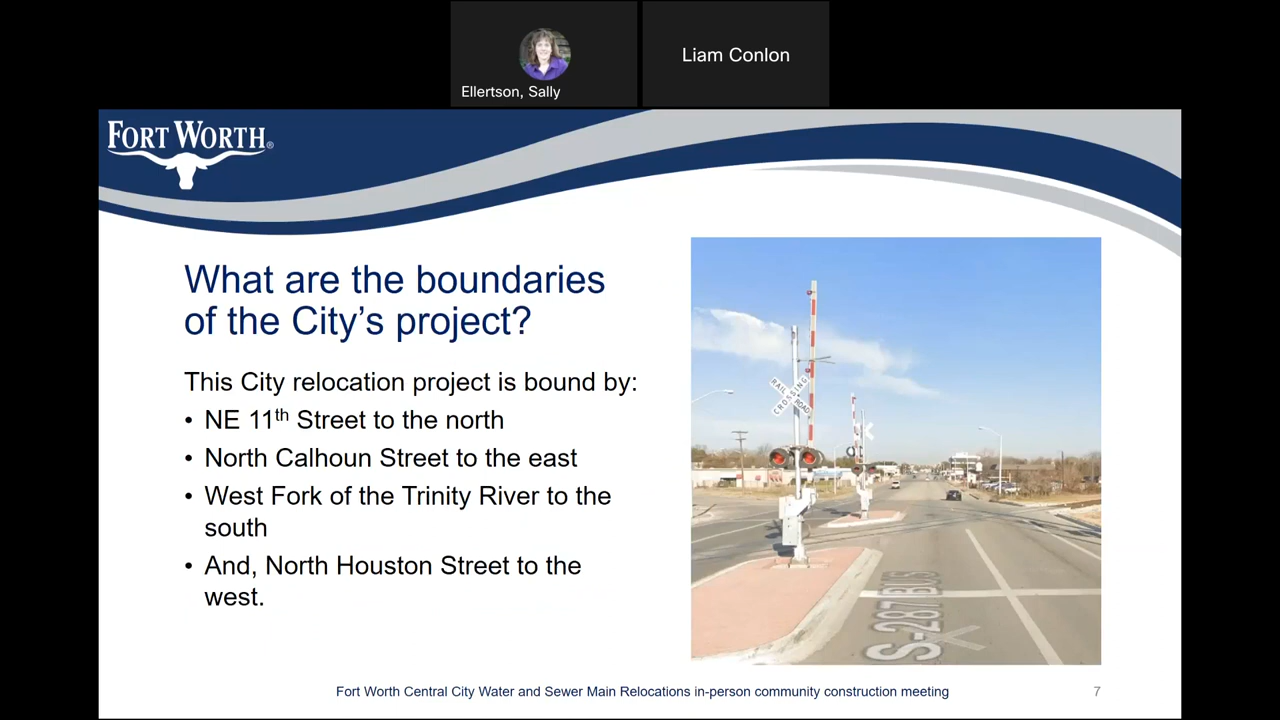 Ellertson, Sally
Liam Conlon
FORT WORTH®
What are the boundaries
of the City's project?
This City relocation project is bound by:
• NE 11th Street to the north
• North Calhoun Street to the east
• West Fork of the Trinity River to the
south
• And, North Houston Street to the
west.
RAIL ROAD
CROSSING
S-287 BUS
Fort Worth Central City Water and Sewer Main Relocations in-person community construction meeting
7